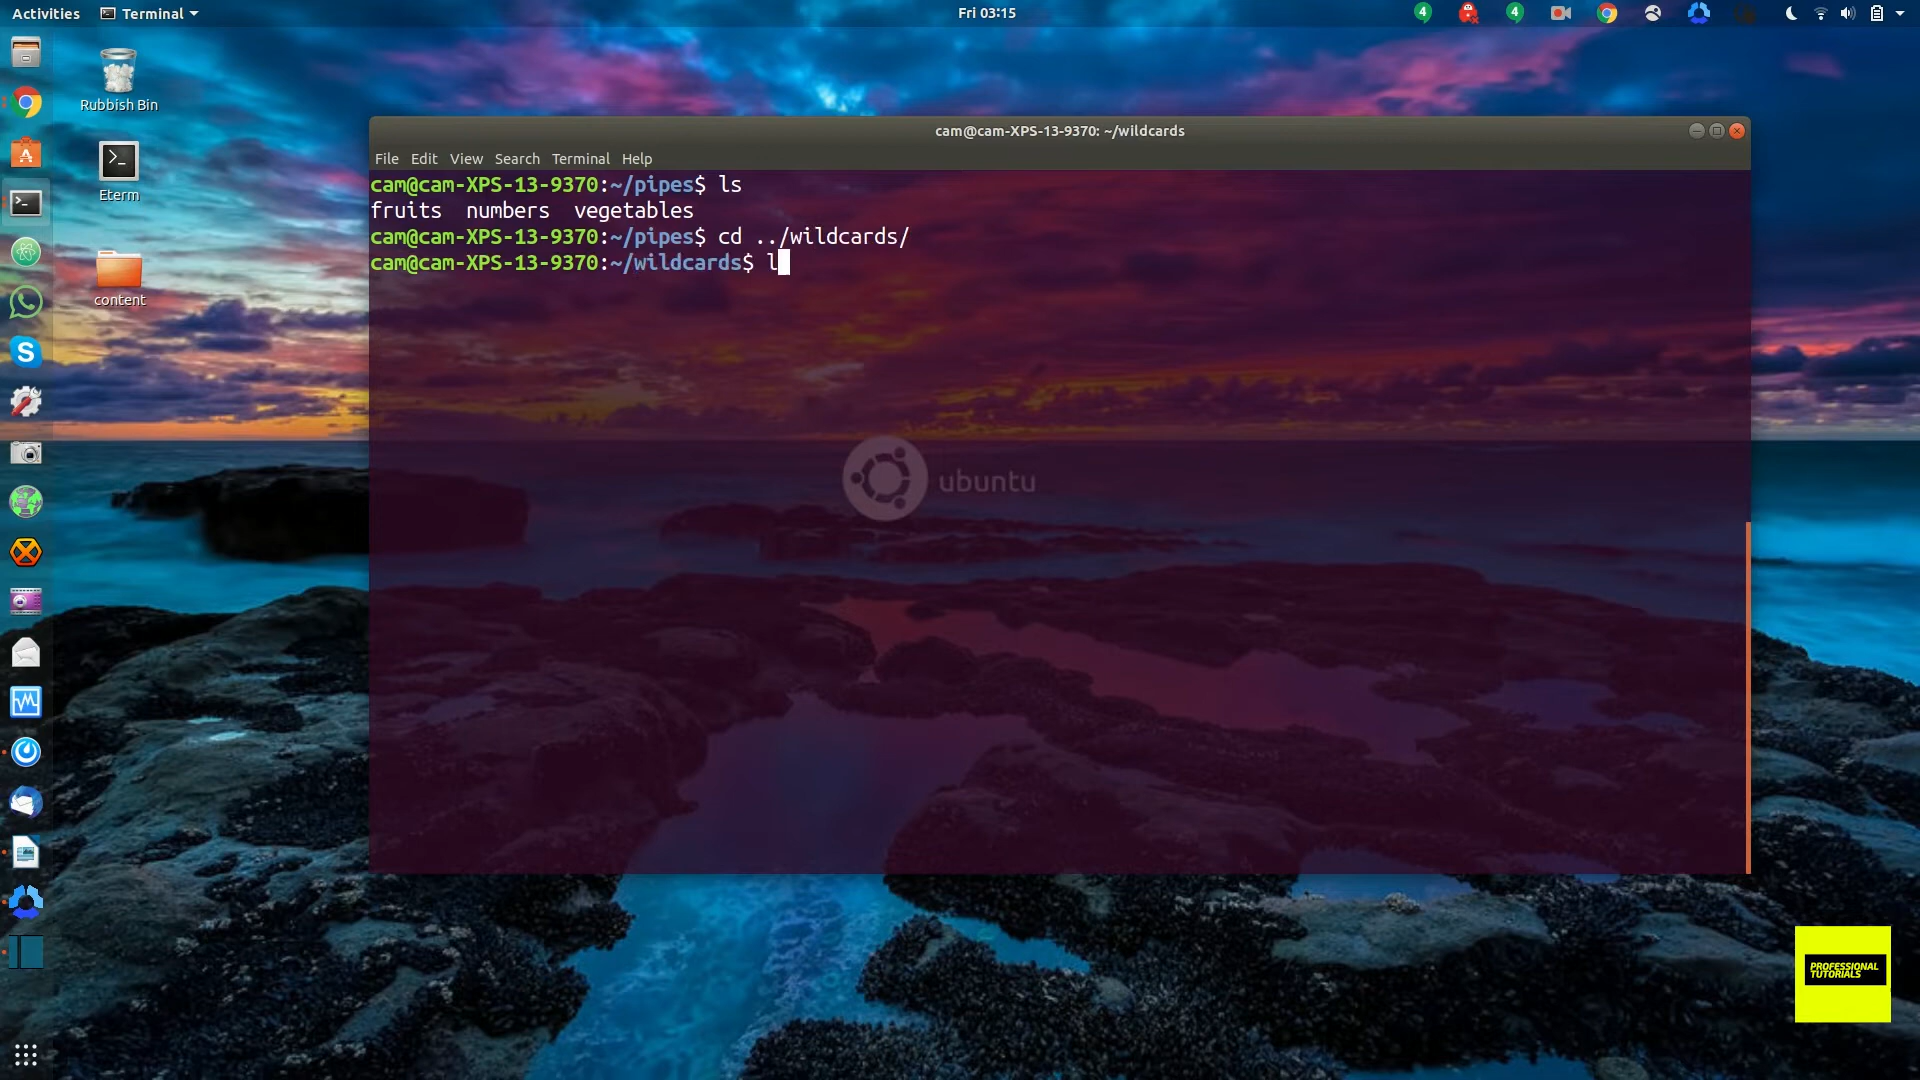 Activities Terminal Fri 03:15 4 4
Rubbish Bin
Eterm
content
cam@cam-XPS-13-9370: ~/wildcards
File Edit View Search Terminal Help
cam@cam-XPS-13-9370:~/pipes$ ls
fruits numbers vegetables
cam@cam-XPS-13-9370:~/pipes$ cd ../wildcards/
cam@cam-XPS-13-9370:~/wildcards$ l
ubuntu
PROFESSIONAL
TUTORIALS